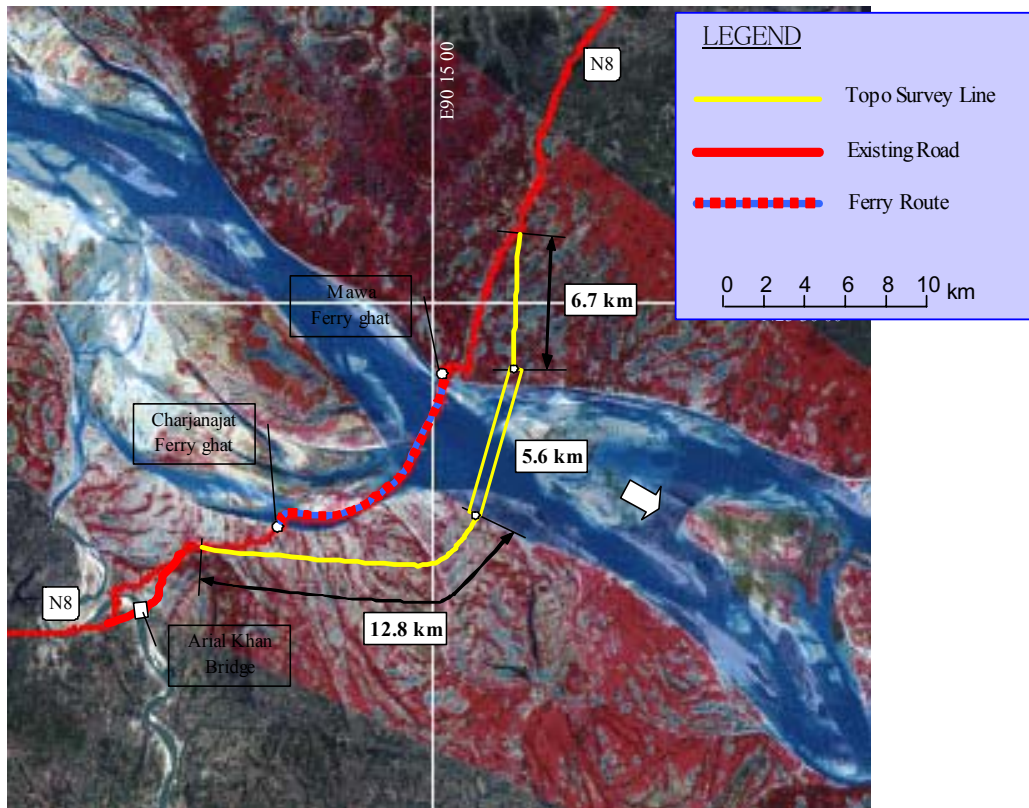 LEGEND
Topo Survey Line
Existing Road
Ferry Route
0 2 4 6 8 10 km
N8
E90 15 00
Mawa
Ferry ghat
6.7 km
Charjanajat
Ferry ghat
5.6 km
N8
12.8 km
Arial Khan
Bridge